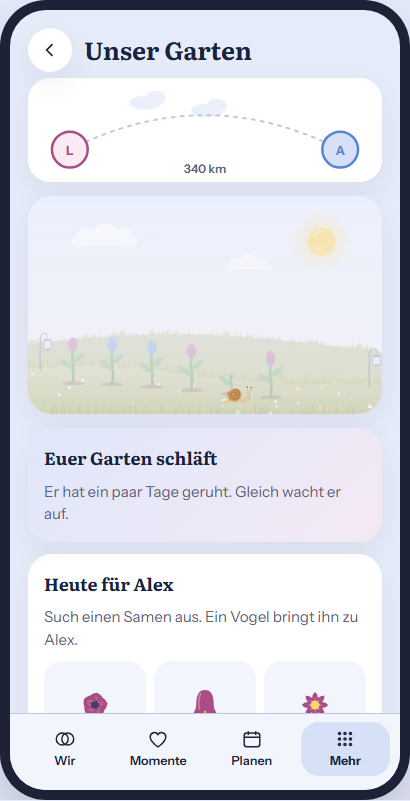 Unser Garten
L
A
340 km
Euer Garten schläft
Er hat ein paar Tage geruht. Gleich wacht er
auf.
Heute für Alex
Such einen Samen aus. Ein Vogel bringt ihn zu
Alex.
Wir
Momente
Planen
Mehr